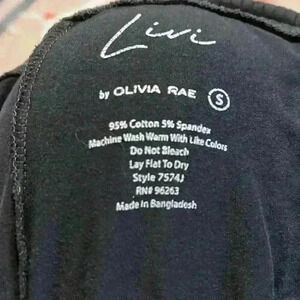 Livi
by OLIVIA RAE S
95% Cotton 5% Spandex
Machine Wash Warm With Like Colors
Do Not Bleach
Lay Flat To Dry
Style 7574J
RN# 96263
Made in Bangladesh